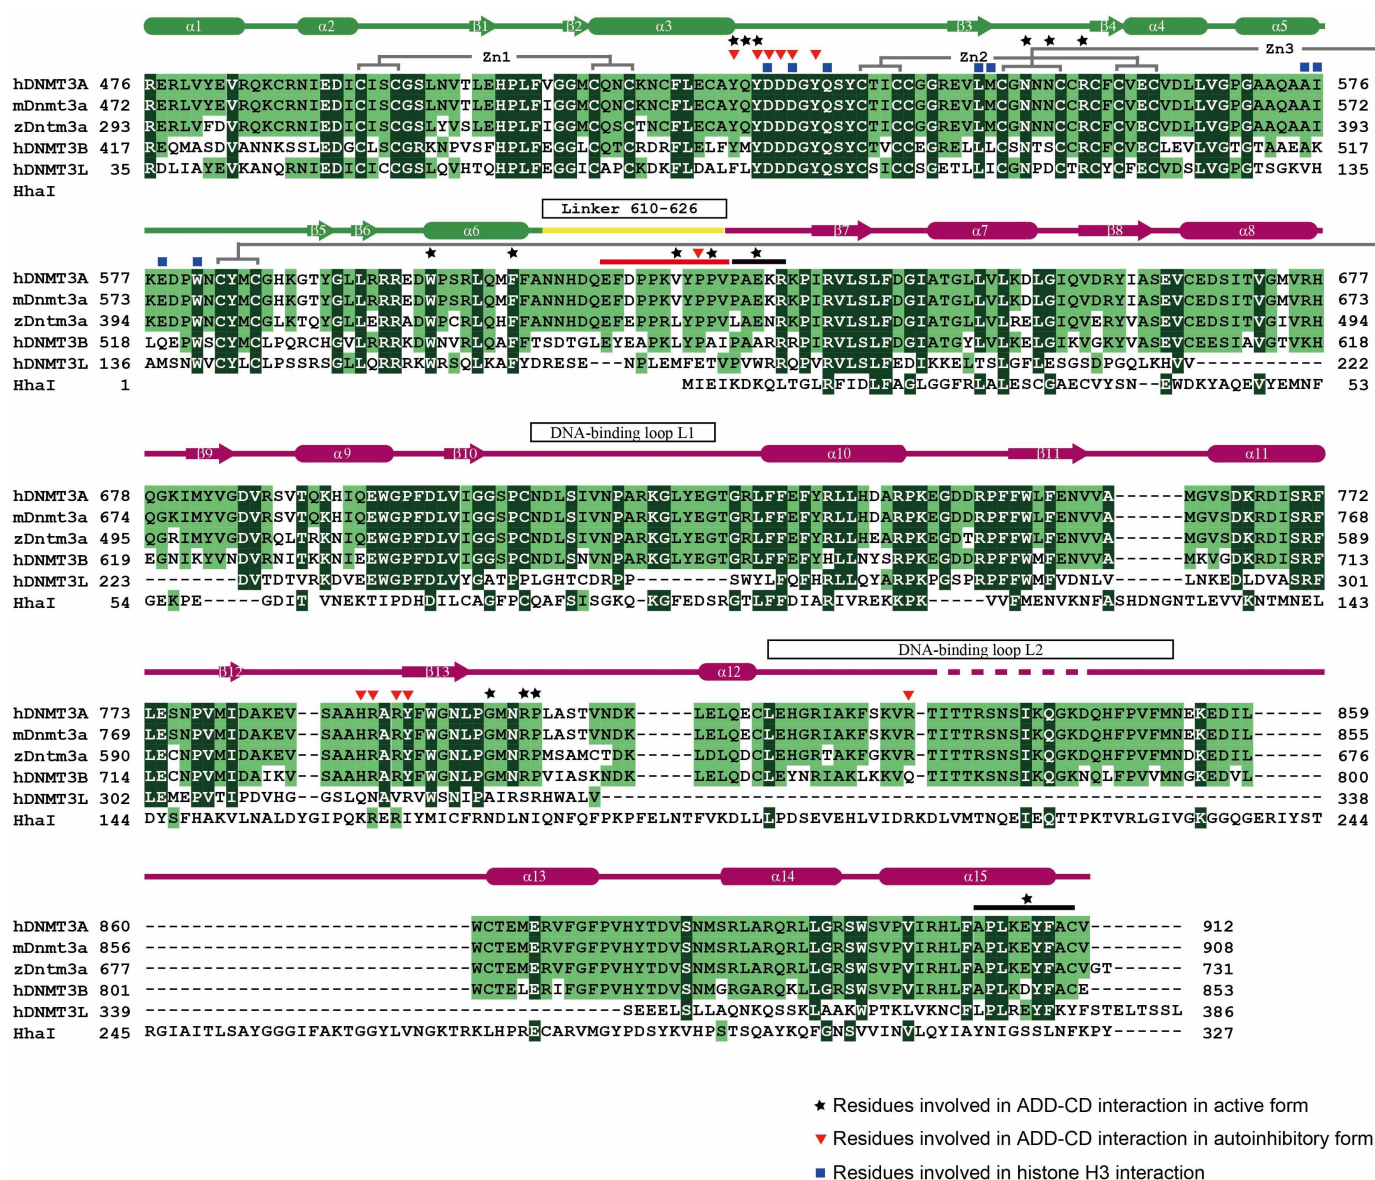 α1 α2 β1 β2 α3 β3 β4 α4 α5
Zn1 Zn2 Zn3
hDNMT3A 476 RERLVYEVRQKCRNIEDICISCGSLNVTLEHPLFVGGMCQNCKNCFLECAYQYDDDGYQSYCTICCGGREVLMCGNNNCCRCFCVECVDLLVGPGAAQAAI 576
mDnmt3a 472 RERLVYEVRQKCRNIEDICISCGSLNVTLEHPLFIGGMCQNCKNCFLECAYQYDDDGYQSYCTICCGGREVLMCGNNNCCRCFCVECVDLLVGPGAAQAAI 572
zDntm3a 293 RERLVFDVRQKCRNIEDICISCGSLYVSLEHPLFIGGMCQSCTNCFLECAYQYDDDGYQSYCTICCGGREVLMCGNNNCCRCFCVECVDLLVGPGAAQAAI 393
hDNMT3B 417 REQMASDVANNKSSLEDGCLSCGRKNPVSFHPLFEGGLCQTCRDRFLELFYMYDDDGYQSYCTVCCEGRELLLCSNTSCCRCFCVECLEVLVGTGTAAEAK 517
hDNMT3L 35 RDLIAYEVKANQRNIEDICICCGSLQVHTQHPLFEGGICAPCKDKFLDALFLYDDDGYQSYCSICCSGETLLICGNPDCTRCYCFECVDSLVGPGTSGKVH 135
HhaI
Linker 610-626
β5 β6 α6 β7 α7 β8 α8
hDNMT3A 577 KEDPWNCYMCGHKGTYGLLRRREDWPSRLQMFFANNHDQEFDPPKVYPPVPAEKRKPIRVLSLFDGIATGLLVLKDLGIQVDRYIASEVCEDSITVGMVRH 677
mDnmt3a 573 KEDPWNCYMCGHKGTYGLLRRREDWPSRLQMFFANNHDQEFDPPKVYPPVPAEKRKPIRVLSLFDGIATGLLVLKDLGIQVDRYIASEVCEDSITVGMVRH 673
zDntm3a 394 KEDPWNCYMCGLKTQYGLLERRADWPCRLQHFFANNHDQEFEPPKLYPPVLAENRKPIRVLSLFDGIATGLLVLRELGIQVERYVASEVCEDSITVGIVRH 494
hDNMT3B 518 LQEPWSCYMCLPQRCHGVLRRRKDWNVRLQAFFTSDTGLEYEAPKLYPAIPAARRRPIRVLSLFDGIATGYLVLKELGIKVGKYVASEVCEESIAVGTVKH 618
hDNMT3L 136 AMSNWVCYLCLPSSRSGLLQRRRKWRSQLKAFYDRESE---NPLEMFETVPVWRRQPVRVLSLFEDIKKELTSLGFLESGSDPGQLKHVV----------- 222
HhaI 1 MIEIKDKQLTGLRFIDLFAGLGGFRLALESCGAECVYSN--EWDKYAQEVYEMNF 53
DNA-binding loop L1
β9 α9 β10 α10 β11 α11
hDNMT3A 678 QGKIMYVGDVRSVTQKHIQEWGPFDLVIGGSPCNDLSIVNPARKGLYEGTGRLFFEFYRLLHDARPKEGDDRPFFWLFENVVA------MGVSDKRDISRF 772
mDnmt3a 674 QGKIMYVGDVRSVTQKHIQEWGPFDLVIGGSPCNDLSIVNPARKGLYEGTGRLFFEFYRLLHDARPKEGDDRPFFWLFENVVA------MGVSDKRDISRF 768
zDntm3a 495 QGRIMYVGDVRQLTRKNIQEWGPFDLVIGGSPCNDLSIVNPARKGLYEGTGRLFFEFYRLLHEARPKEGDTRPFFWLFENVVA------MGVSDKRDISRF 589
hDNMT3B 619 EGNIKYVNDVRNITKKNIEEWGPFDLVIGGSPCNDLSNVNPARKGLYEGTGRLFFEFYHLLNYSRPKEGDDRPFFWMFENVVA------MKVGDKRDISRF 713
hDNMT3L 223 --------DVTDTVRKDVEEWGPFDLVYGATPPLGHTCDRPP--------SWYLFQFHRLLQYARPKPGSPRPFFWMFVDNLV------LNKEDLDVASRF 301
HhaI 54 GEKPE-----GDIT VNEKTIPDHDILCAGFPCQAFSISGKQ-KGFEDSRGTLFFDIARIVREKKPK-----VVFMENVKNFASHDNGNTLEVVKNTMNEL 143
DNA-binding loop L2
β12 β13 α12
hDNMT3A 773 LESNPVMIDAKEV--SAAHRARYFWGNLPGMNRPLASTVNDK-----LELQECLEHGRIAKFSKVR-TITTRSNSIKQGKDQHFPVFMNEKEDIL------ 859
mDnmt3a 769 LESNPVMIDAKEV--SAAHRARYFWGNLPGMNRPLASTVNDK-----LELQECLEHGRIAKFSKVR-TITTRSNSIKQGKDQHFPVFMNEKEDIL------ 855
zDntm3a 590 LECNPVMIDAKEV--SAAHRARYFWGNLPGMNRPMSAMCTDK-----LDLQDCLEHGRTAKFGKVR-TITTRSNSIKQGKDQHFPVFMNDKEDIL------ 676
hDNMT3B 714 LECNPVMIDAIKV--SAAHRARYFWGNLPGMNRPVIASKNDK-----LELQDCLEYNRIAKLKKVQ-TITTKSNSIKQGKNQLFPVVMNGKEDVL------ 800
hDNMT3L 302 LEMEPVTIPDVHG--GSLQNAVRVWSNIPAIRSRHWALV-------------------------------------------------------------- 338
HhaI 144 DYSFHAKVLNALDYGIPQKRERIYMICFRNDLNIQNFQFPKPFELNTFVKDLLLPDSEVEHLVIDRKDLVMTNQEIEQTTPKTVRLGIVGKGGQGERIYST 244
α13 α14 α15
hDNMT3A 860 ----------------------------WCTEMERVFGFPVHYTDVSNMSRLARQRLLGRSWSVPVIRHLFAPLKEYFACV-------- 912
mDnmt3a 856 ----------------------------WCTEMERVFGFPVHYTDVSNMSRLARQRLLGRSWSVPVIRHLFAPLKEYFACV-------- 908
zDntm3a 677 ----------------------------WCTEMERVFGFPVHYTDVSNMSRLARQRLLGRSWSVPVIRHLFAPLKEYFACVGT------ 731
hDNMT3B 801 ----------------------------WCTELERIFGFPVHYTDVSNMGRGARQKLLGRSWSVPVIRHLFAPLKDYFACE-------- 853
hDNMT3L 339 -----------------------------------------SEEELSLLAQNKQSSKLAAKWPTKLVKNCFLPLREYFKYFSTELTSSL 386
HhaI 245 RGIAITLSAYGGGIFAKTGGYLVNGKTRKLHPRECARVMGYPDSYKVHPSTSQAYKQFGNSVVINVLQYIAYNIGSSLNFKPY------ 327
Residues involved in ADD-CD interaction in active form
Residues involved in ADD-CD interaction in autoinhibitory form
Residues involved in histone H3 interaction